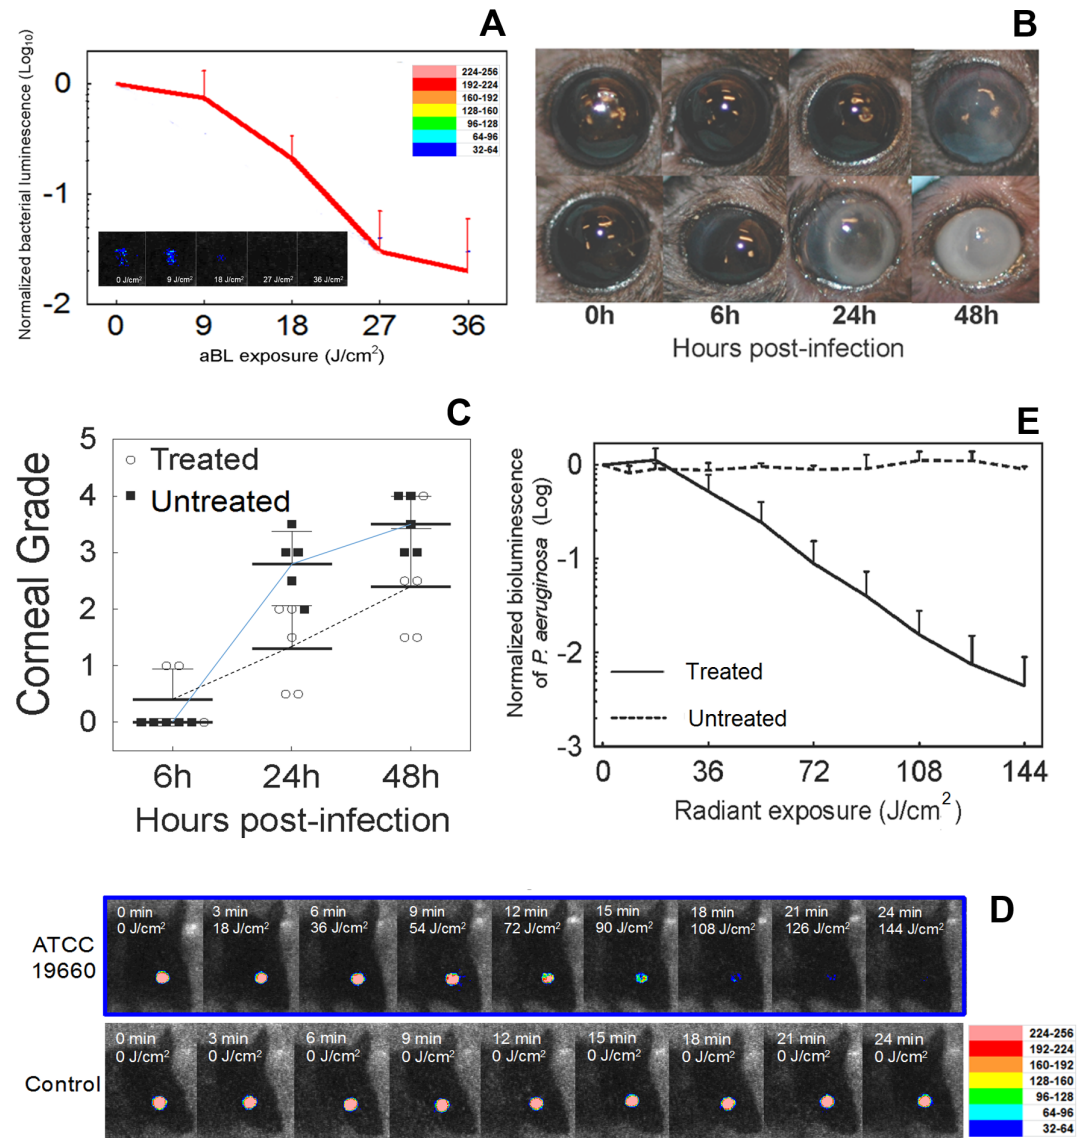 A
Normalized bacterial luminescence (Log10)
0
-1
-2
224-256
192-224
160-192
128-160
96-128
64-96
32-64
0 J/cm2
9 J/cm2
18 J/cm2
27 J/cm2
36 J/cm2
0 9 18 27 36
aBL exposure (J/cm2)
B
0h 6h 24h 48h
Hours post-infection
C
Corneal Grade
5
4
3
2
1
0
Treated
Untreated
6h 24h 48h
Hours post-infection
E
Normalized bioluminescence
of P. aeruginosa (Log)
0
-1
-2
-3
Treated
Untreated
0 36 72 108 144
Radiant exposure (J/cm2)
D
ATCC
19660
0 min 3 min 6 min 9 min 12 min 15 min 18 min 21 min 24 min
0 J/cm2 18 J/cm2 36 J/cm2 54 J/cm2 72 J/cm2 90 J/cm2 108 J/cm2 126 J/cm2 144 J/cm2
Control
0 min 3 min 6 min 9 min 12 min 15 min 18 min 21 min 24 min
0 J/cm2 0 J/cm2 0 J/cm2 0 J/cm2 0 J/cm2 0 J/cm2 0 J/cm2 0 J/cm2 0 J/cm2
224-256
192-224
160-192
128-160
96-128
64-96
32-64